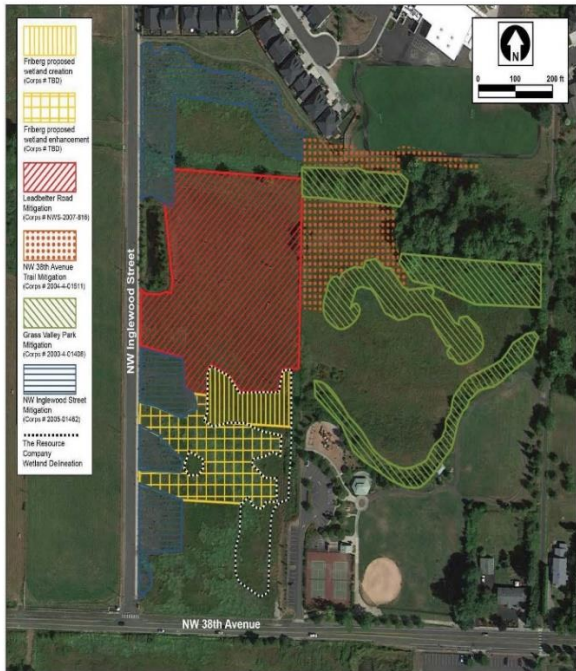 Friberg proposed
wetland creation
(Corps # TBD)
Friberg proposed
wetland enhancement
(Corps # TBD)
Leadbetter Road
Mitigation
(Corps # NWS-2007-816)
NW 38th Avenue
Trail Mitigation
(Corps # 2004-4-01611)
Grass Valley Park
Mitigation
(Corps # 2003-4-01408)
NW Inglewood Street
Mitigation
(Corps # 2005-01462)
The Resource
Company
Wetland Delineation
N
0 100 200 ft
NW Inglewood Street
NW 38th Avenue